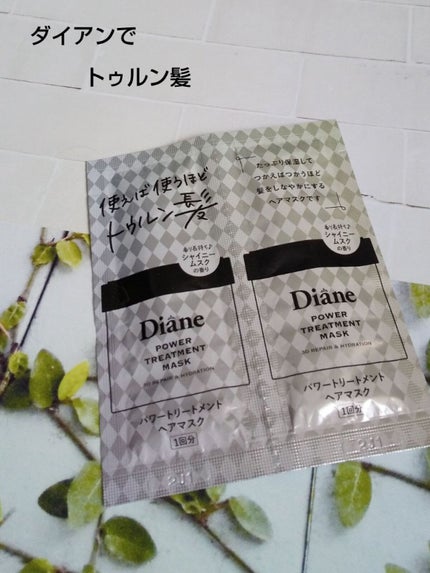 ダイアンで
トゥルン髪
使えば使うほど
トゥルン髪
たっぷり保湿して
つかえばつかうほど
髪をしなやかにする
ヘアマスクです
香り長持ち♪
シャイニー
ムスク
の香り
Diane
POWER
TREATMENT
MASK
3D REPAIR & HYDRATION
パワートリートメント
ヘアマスク
1回分
香り長持ち♪
シャイニー
ムスク
の香り
Diane
POWER
TREATMENT
MASK
3D REPAIR & HYDRATION
パワートリートメント
ヘアマスク
1回分